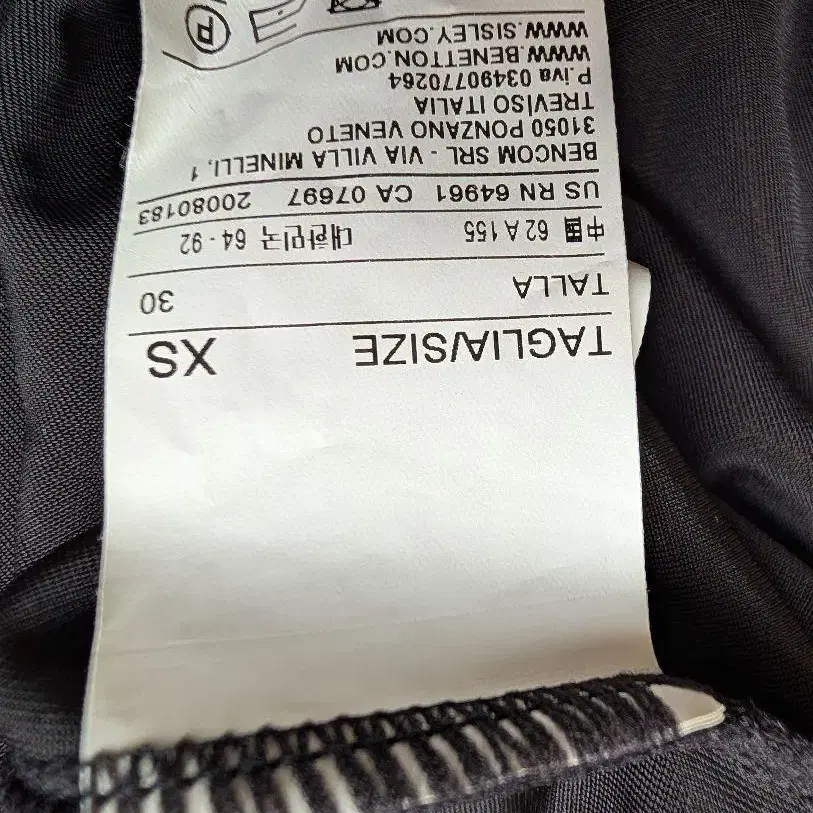 TAGLIA/SIZE XS
TALLA 30
中国 62 A 155 대한민국 64 - 92
US RN 64961 CA 07697 20080183
BENCOM SRL - VIA VILLA MINELLI, 1
31050 PONZANO VENETO
TREVISO ITALIA
P.iva 03490770264
WWW.BENETTON.COM
WWW.SISLEY.COM
P